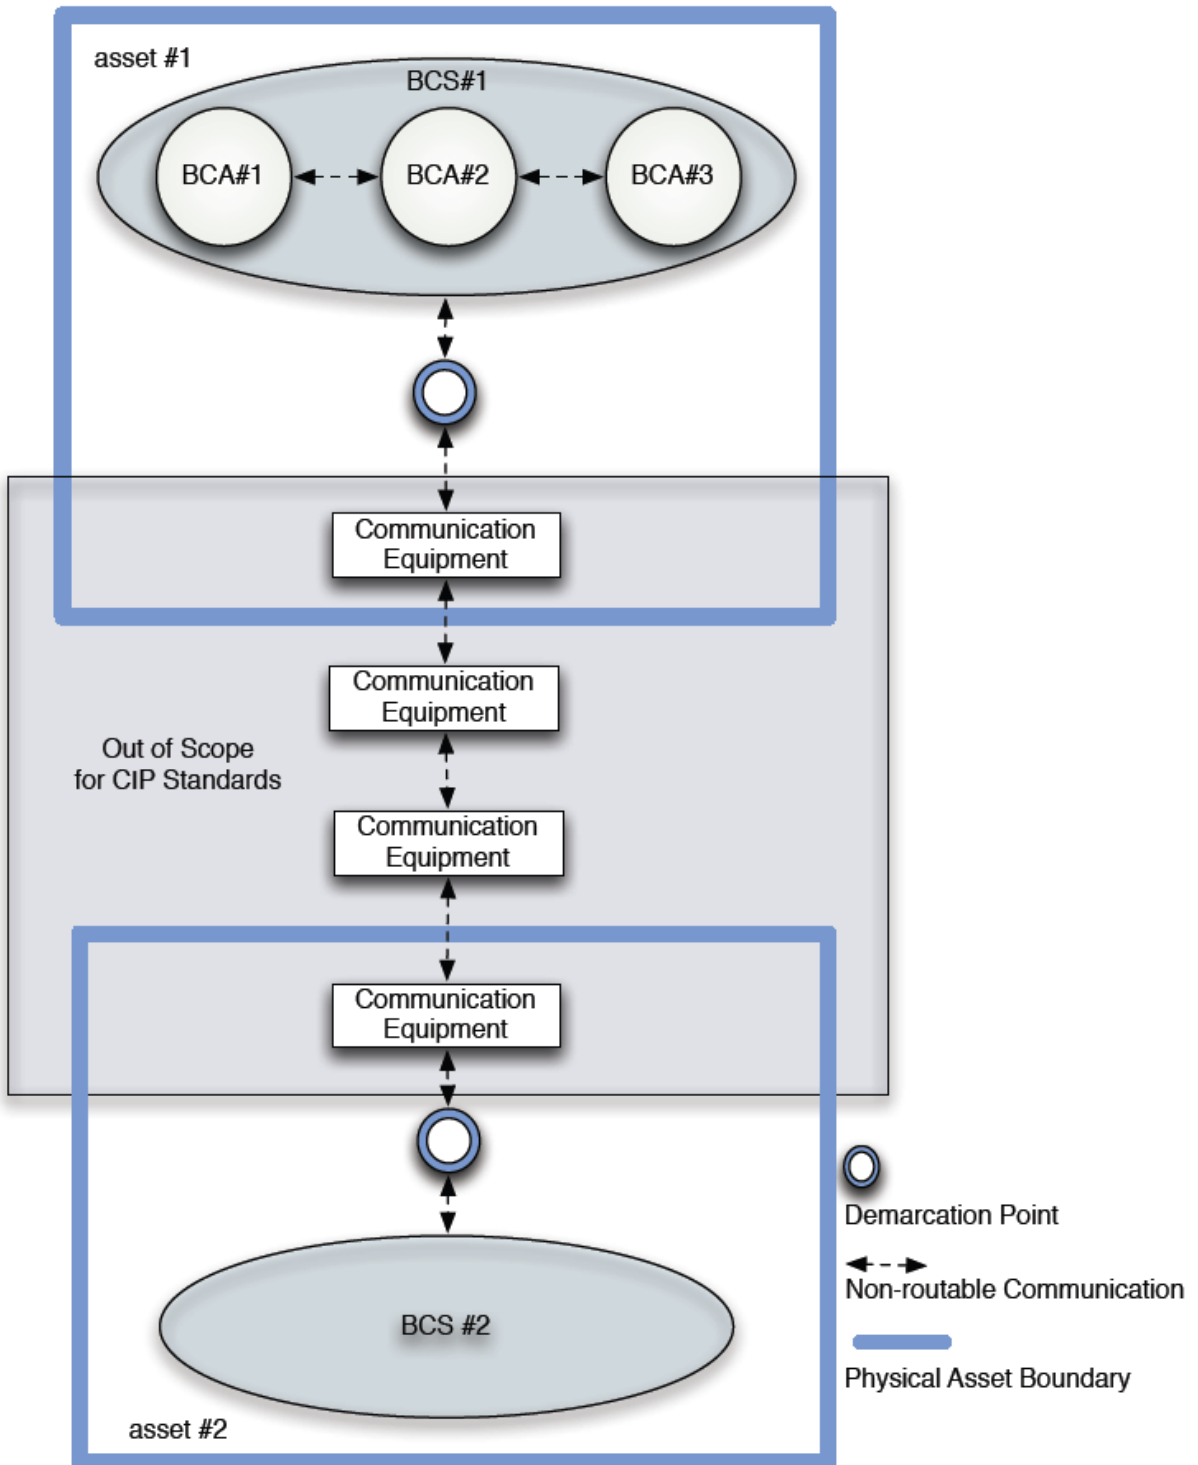 asset #1
BCS#1
BCA#1
BCA#2
BCA#3
Communication
Equipment
Communication
Equipment
Out of Scope
for CIP Standards
Communication
Equipment
Communication
Equipment
Demarcation Point
Non-routable Communication
BCS #2
Physical Asset Boundary
asset #2